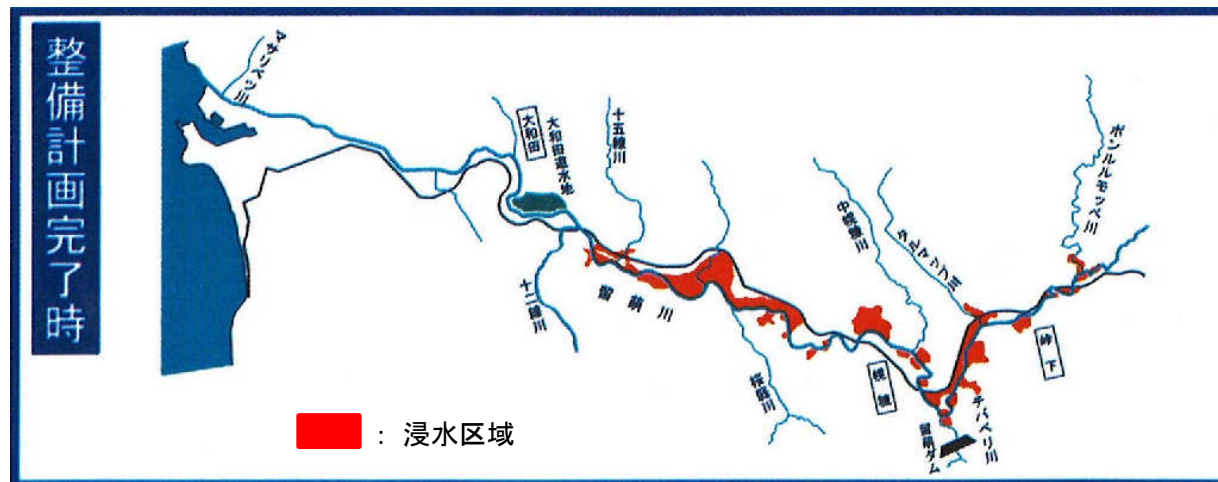 整備計画完了時
マサリベツ川
大和田
大和田遊水地
十五線川
十二線川
留萌川
桜庭川
中幌糠川
幌糠
タルマップ川
ポンルルモッペ川
峠下
チバベリ川
留萌ダム
: 浸水区域